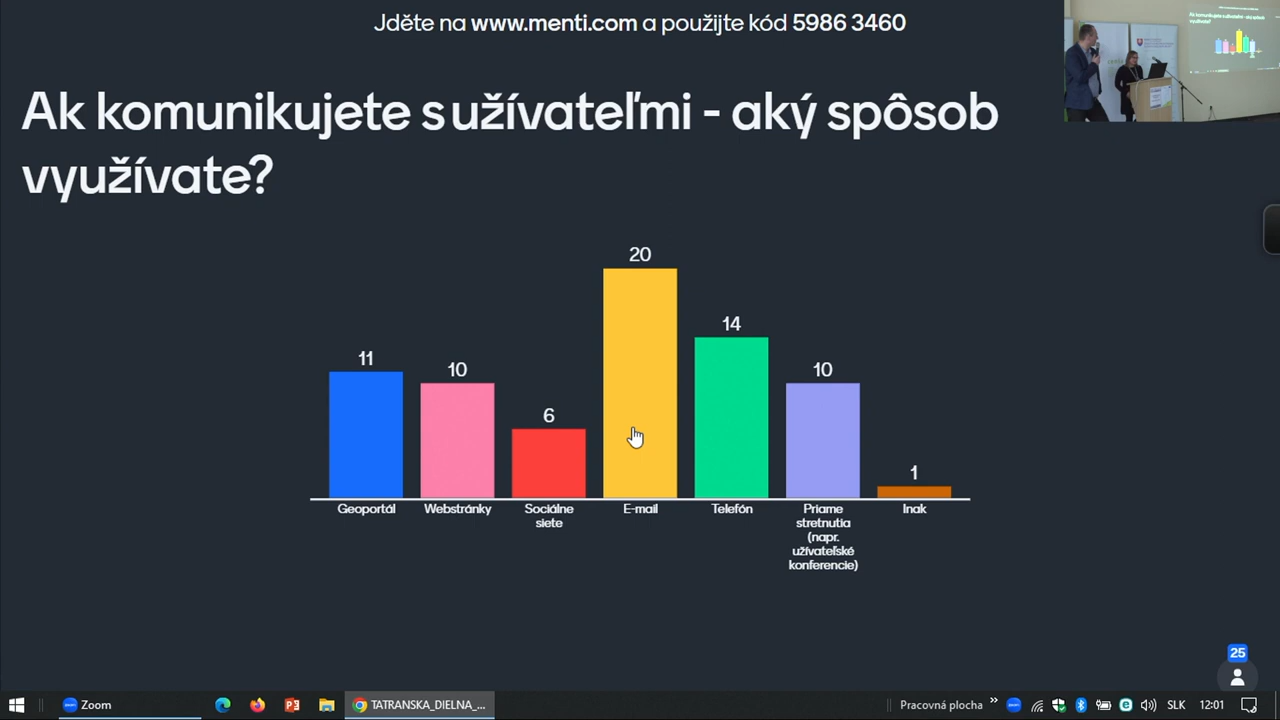 Jděte na www.menti.com a použijte kód 5986 3460
Ak komunikujete s užívateľmi - aký spôsob
využívate?
20
14
11
10
10
6
1
Geoportál
Webstránky
Sociálne
siete
E-mail
Telefón
Priame
stretnutia
(napr.
užívateľské
konferencie)
Inak
25
Zoom
TATRANSKA_DIELNA_...
Pracovná plocha
SLK
12:01